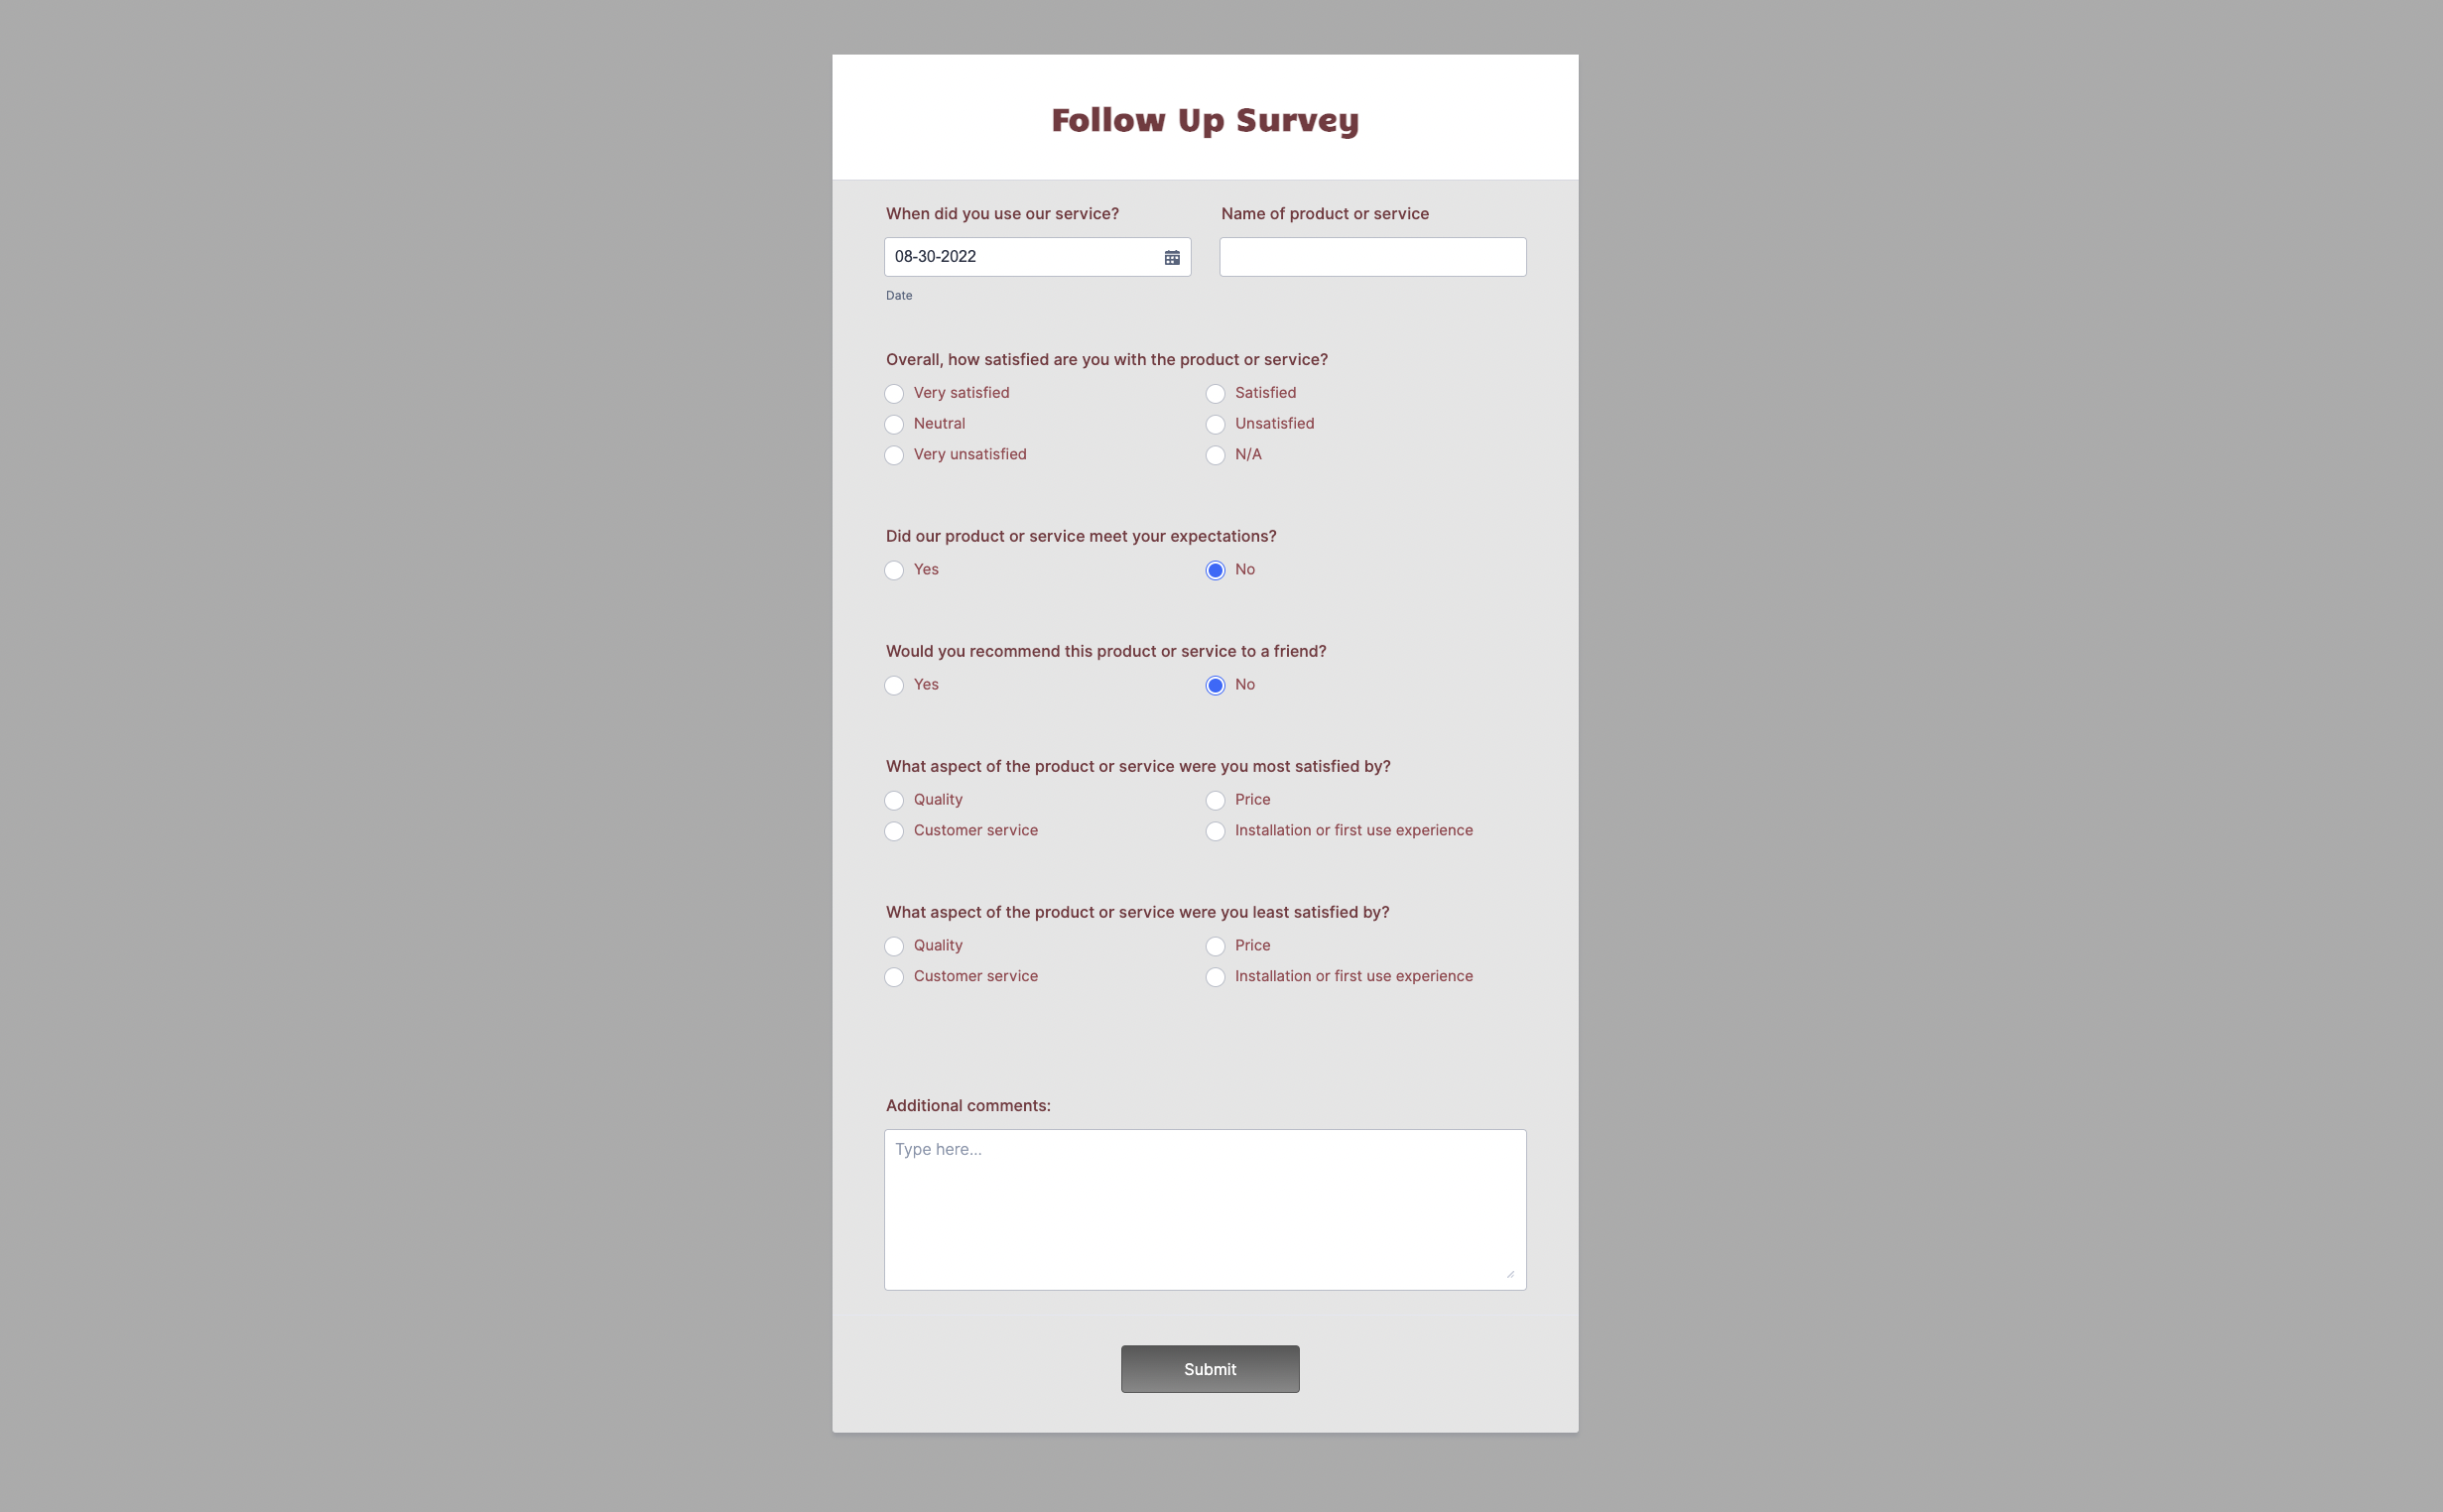 Follow Up Survey
When did you use our service?
Name of product or service
08-30-2022
Date
Overall, how satisfied are you with the product or service?
Very satisfied
Satisfied
Neutral
Unsatisfied
Very unsatisfied
N/A
Did our product or service meet your expectations?
Yes
No
Would you recommend this product or service to a friend?
Yes
No
What aspect of the product or service were you most satisfied by?
Quality
Price
Customer service
Installation or first use experience
What aspect of the product or service were you least satisfied by?
Quality
Price
Customer service
Installation or first use experience
Additional comments:
Type here...
Submit